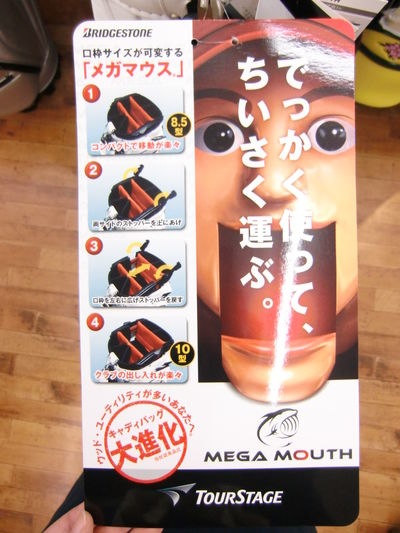 BRIDGESTONE
口枠サイズが可変する
「メガマウス。」
1
8.5型
コンパクトで移動が楽々
2
両サイドのストッパーを上にあげ
3
口枠を左右に広げストッパーを戻す
4
10型
クラブの出し入れが楽々
でっかく使って、
ちいさく運ぶ。
ウッド・ユーティリティが多いあなたへ。
キャディバッグ
大進化
MEGA MOUTH
TOURSTAGE